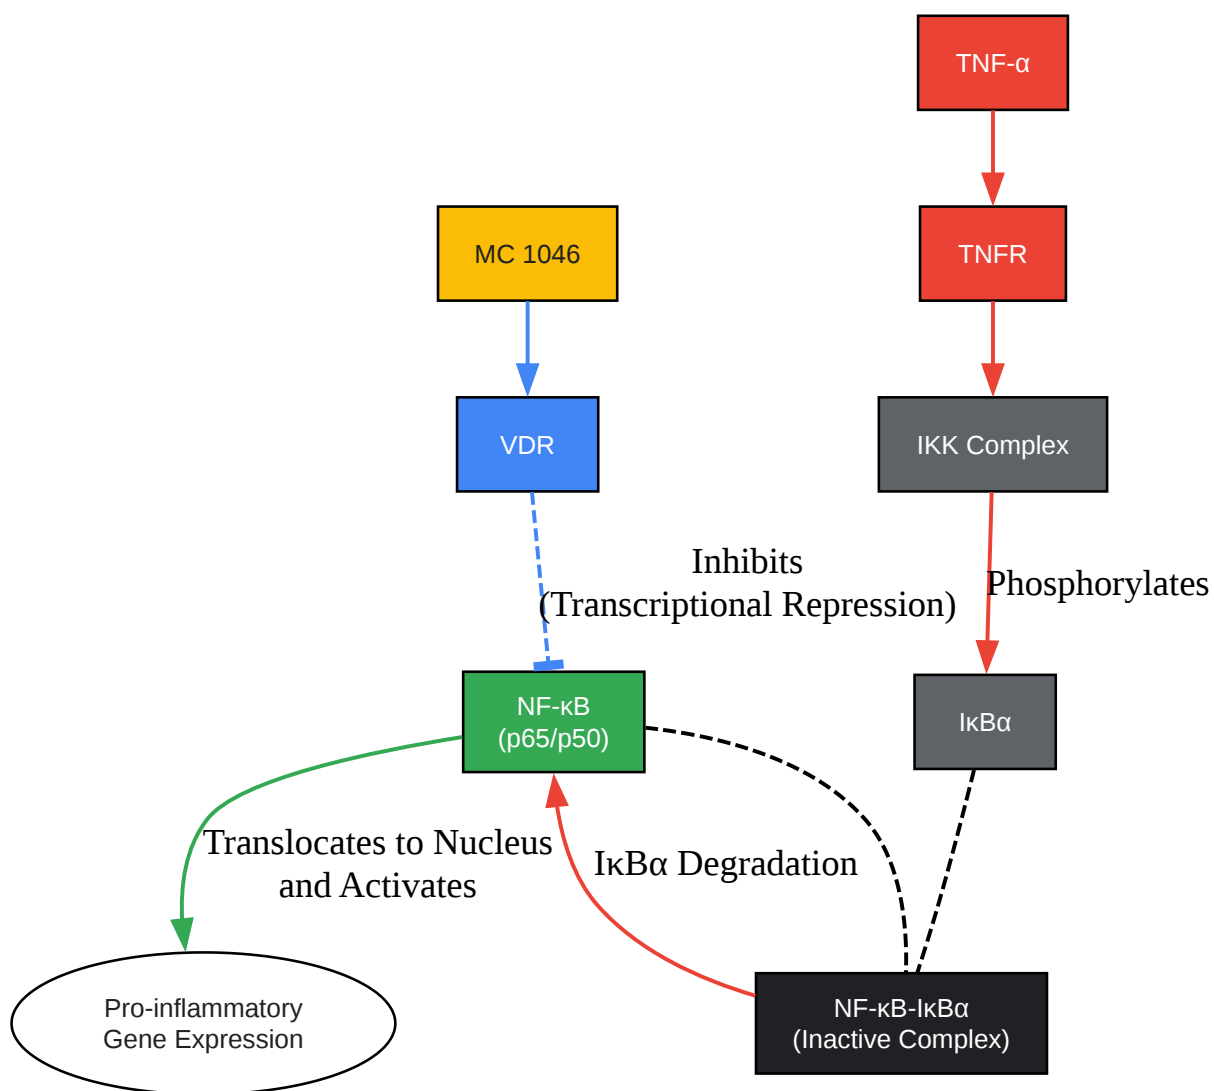 TNF-α
MC 1046
TNFR
VDR
IKK Complex
Inhibits
(Transcriptional Repression)
Phosphorylates
NF-κB
(p65/p50)
IκBα
Translocates to Nucleus
and Activates
IκBα Degradation
Pro-inflammatory
Gene Expression
NF-κB-IκBα
(Inactive Complex)